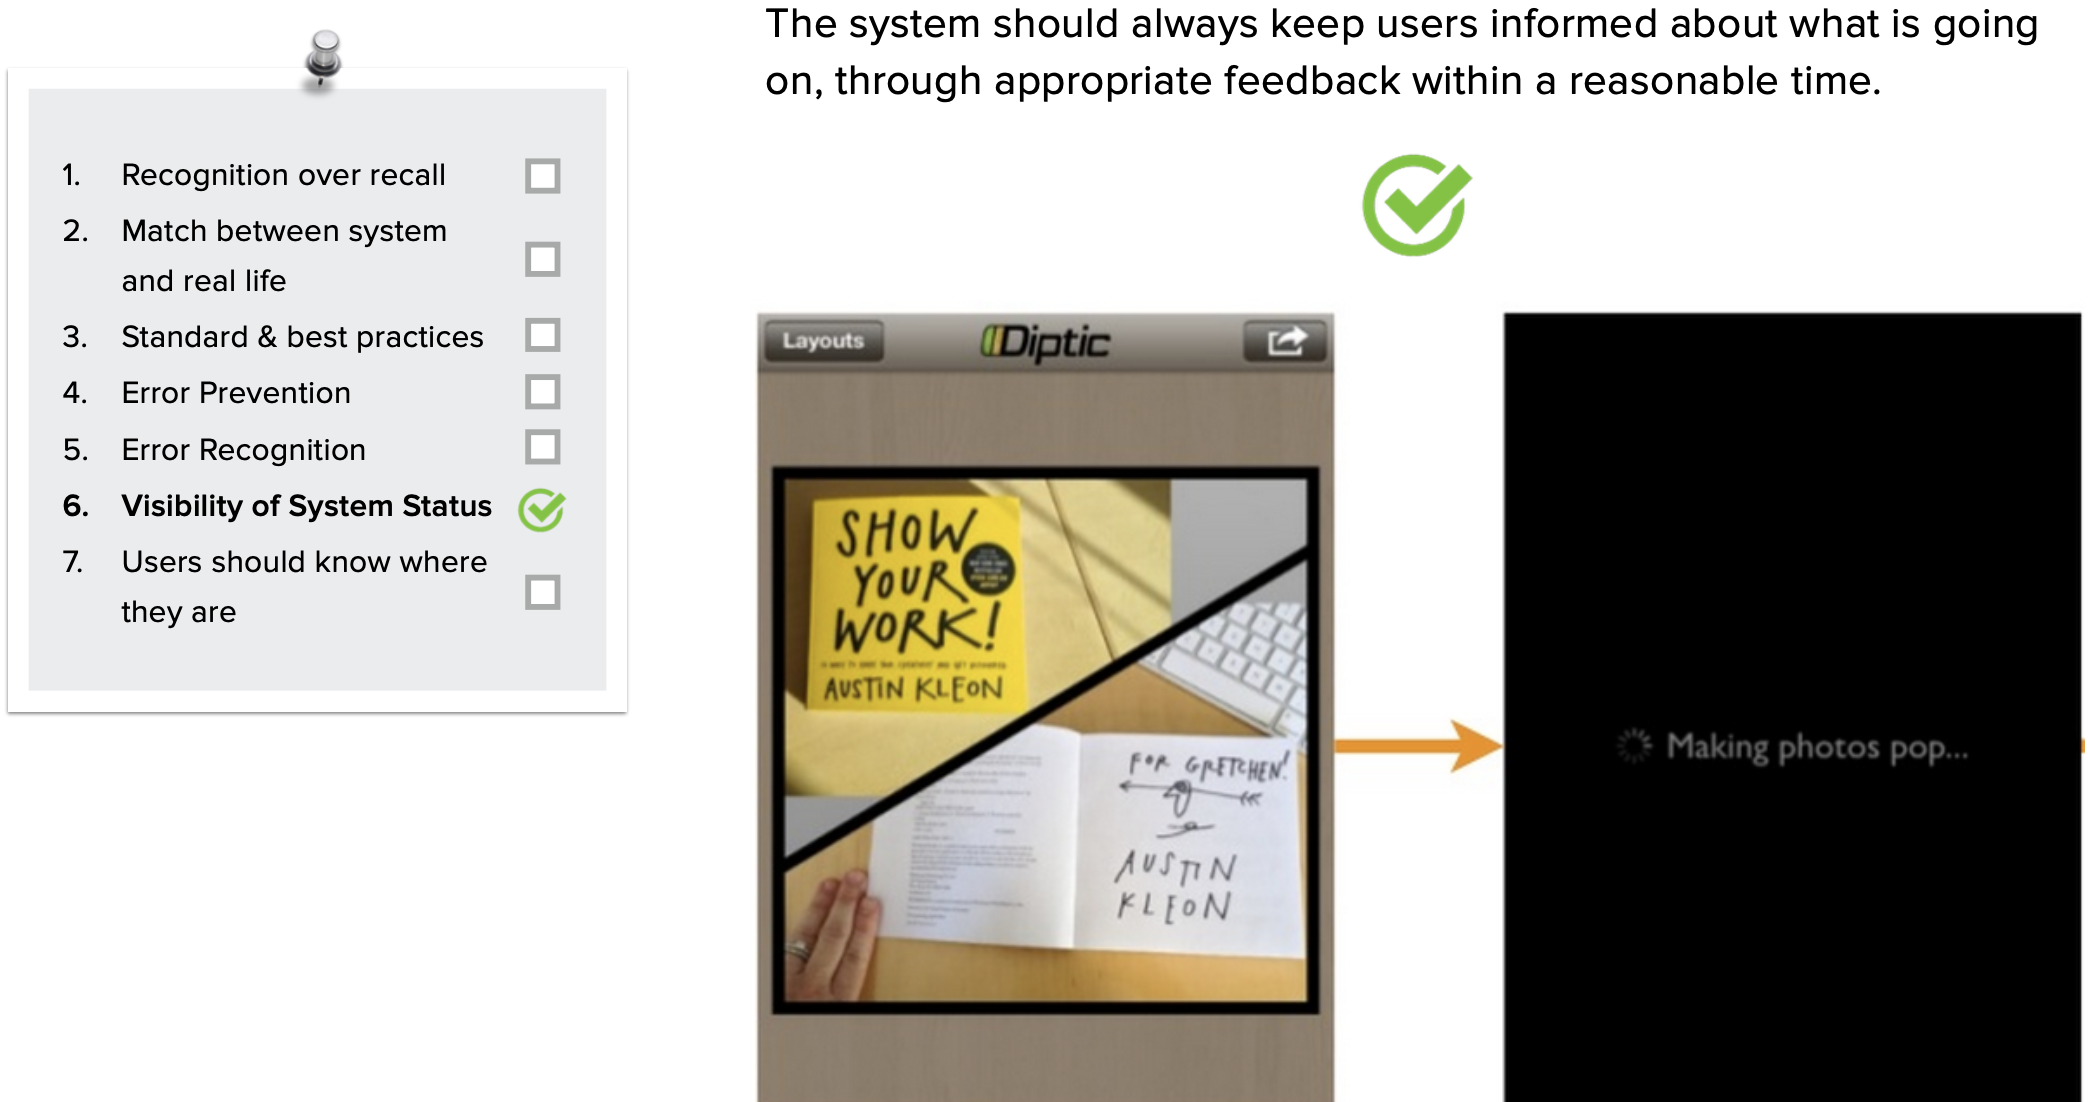 The system should always keep users informed about what is going
on, through appropriate feedback within a reasonable time.
1. Recognition over recall
2. Match between system
and real life
3. Standard & best practices
4. Error Prevention
5. Error Recognition
6. Visibility of System Status
7. Users should know where
they are
Layouts
Diptic
SHOW
YOUR
WORK!
AUSTIN KLEON
FOR GRETCHEN!
AUSTIN
KLEON
Making photos pop...